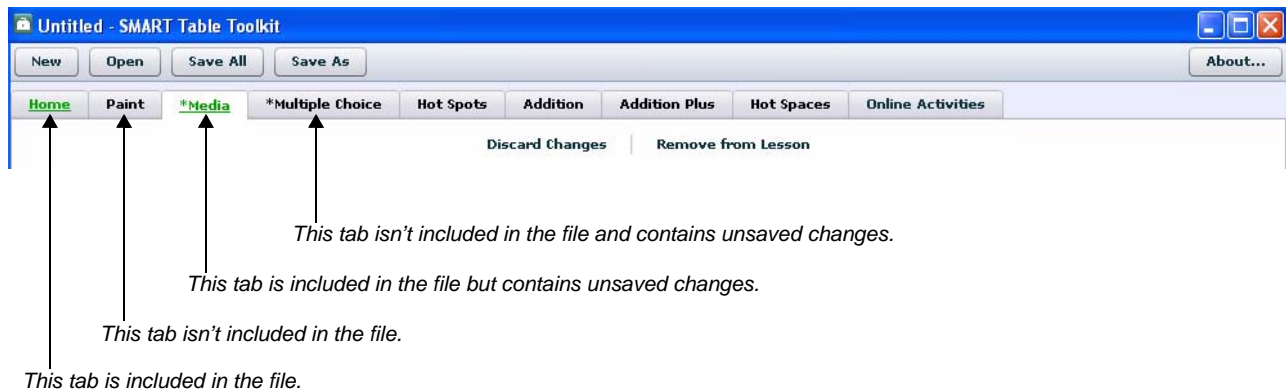 Untitled - SMART Table Toolkit
New Open Save All Save As About...
Home Paint *Media *Multiple Choice Hot Spots Addition Addition Plus Hot Spaces Online Activities
Discard Changes Remove from Lesson
This tab isn’t included in the file and contains unsaved changes.
This tab is included in the file but contains unsaved changes.
This tab isn’t included in the file.
This tab is included in the file.